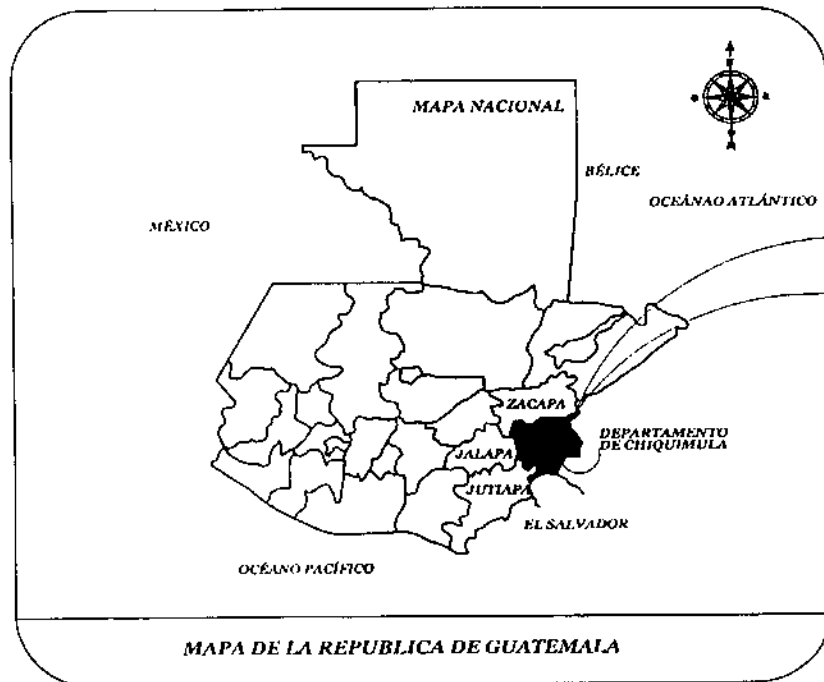 MAPA NACIONAL
BÉLICE
OCEÁNAO ATLÁNTICO
MÉXICO
ZACAPA
DEPARTAMENTO
DE CHIQUIMULA
JALAPA
JUTIAPA
EL SALVADOR
OCÉANO PACÍFICO
MAPA DE LA REPUBLICA DE GUATEMALA